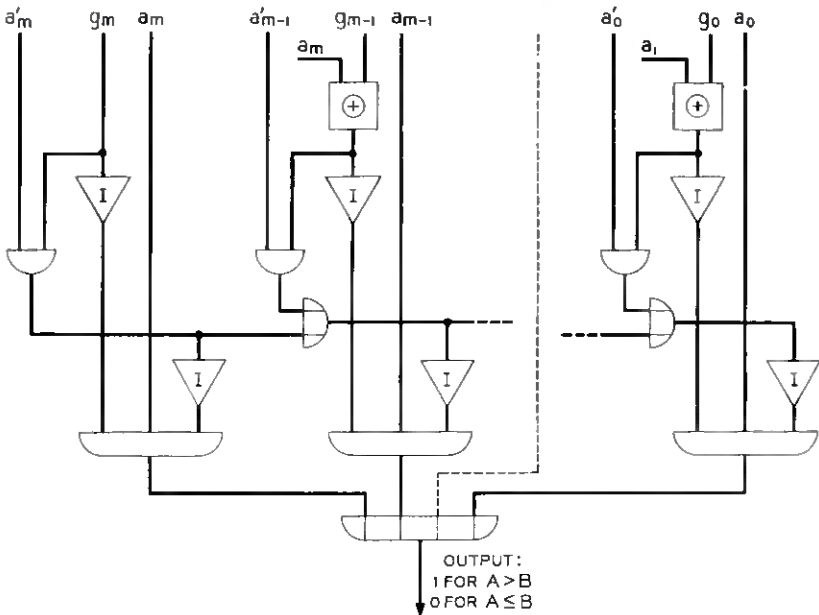 a'm gm am a'm-1 gm-1 am-1 a'0 g0 a0
am a1
+ +
I I I
I I I
OUTPUT:
1 FOR A > B
0 FOR A ≤ B